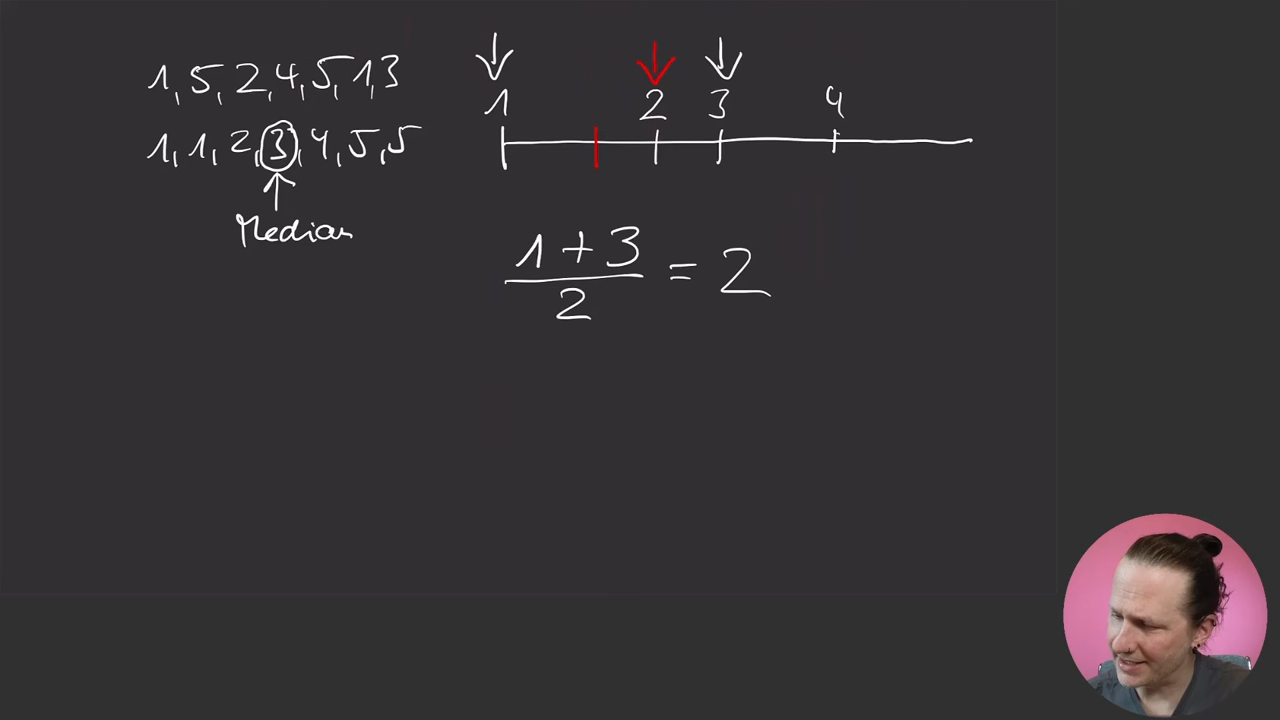 1, 5, 2, 4, 5, 1, 3
1, 1, 2, 3, 4, 5, 5
Median
1 2 3 4
1 + 3
2
= 2